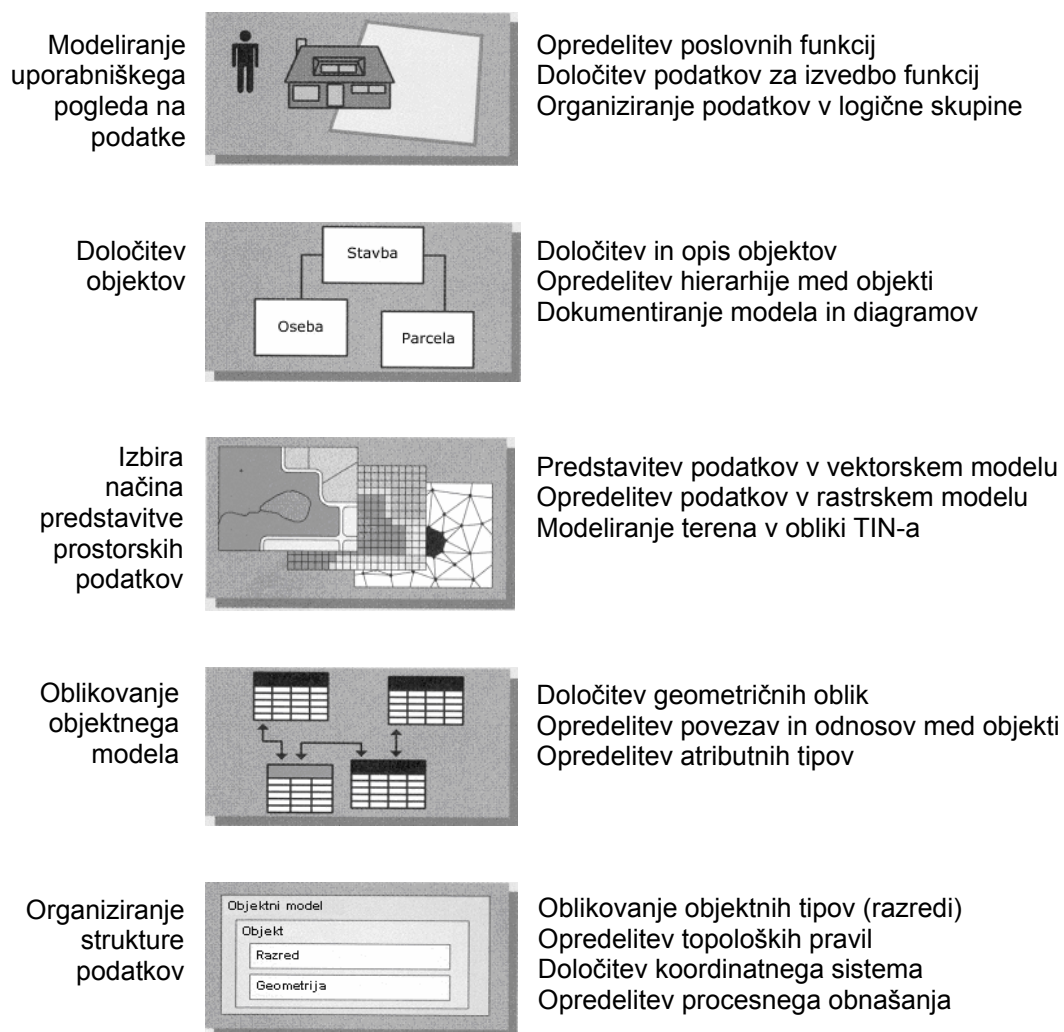 Modeliranje
uporabniškega
pogleda na
podatke
Opredelitev poslovnih funkcij
Določitev podatkov za izvedbo funkcij
Organiziranje podatkov v logične skupine
Določitev
objektov
Stavba
Oseba
Parcela
Določitev in opis objektov
Opredelitev hierarhije med objekti
Dokumentiranje modela in diagramov
Izbira
načina
predstavitve
prostorskih
podatkov
Predstavitev podatkov v vektorskem modelu
Opredelitev podatkov v rastrskem modelu
Modeliranje terena v obliki TIN-a
Oblikovanje
objektnega
modela
Določitev geometričnih oblik
Opredelitev povezav in odnosov med objekti
Opredelitev atributnih tipov
Organiziranje
strukture
podatkov
Objektni model
Objekt
Razred
Geometrija
Oblikovanje objektnih tipov (razredi)
Opredelitev topoloških pravil
Določitev koordinatnega sistema
Opredelitev procesnega obnašanja